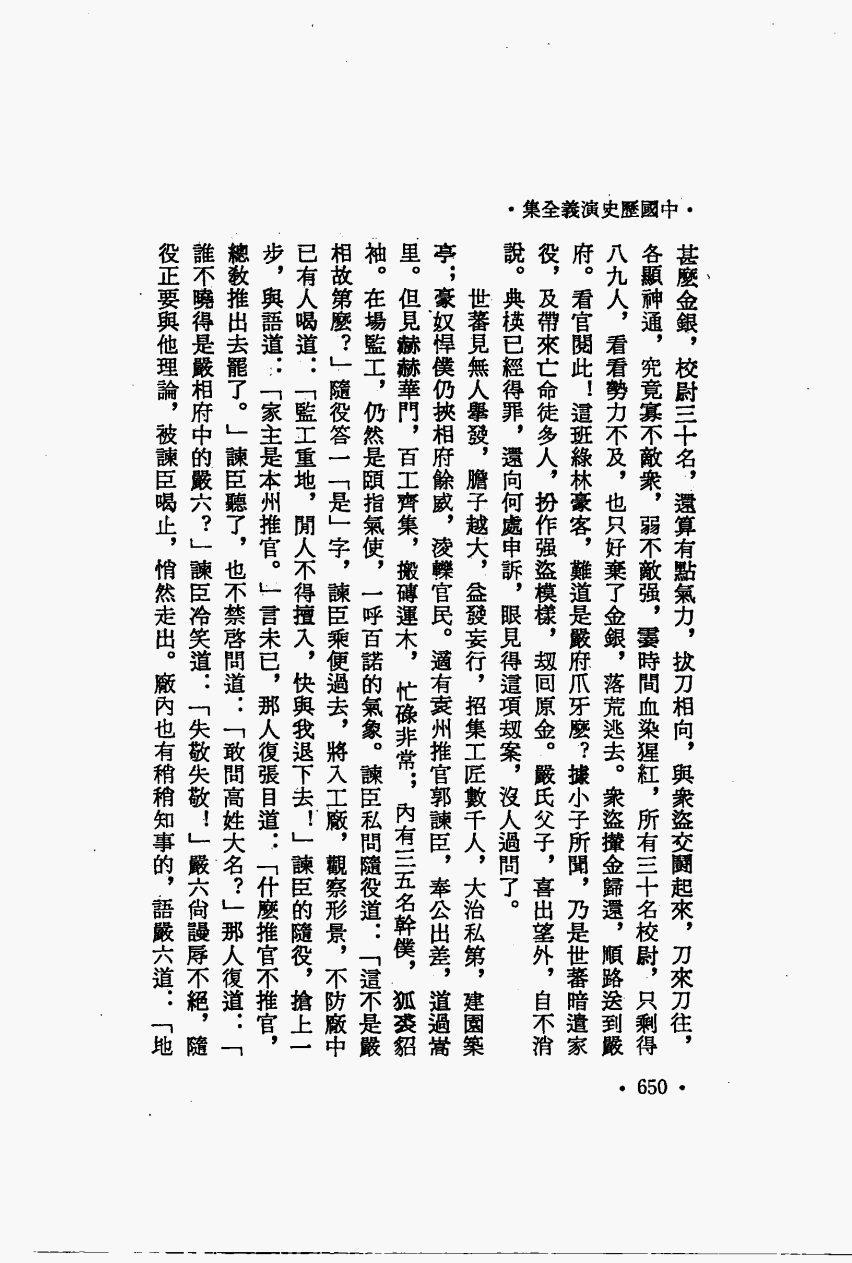 •中國歷史演義全集•
甚麼金銀，校尉三十名，還算有點氣力，拔刀相向，與衆盜交鬭起來，刀來刀往，
各顯神通，究竟寡不敵衆，弱不敵强，霎時間血染猩紅，所有三十名校尉，只剩得
八九人，看看勢力不及，也只好棄了金銀，落荒逃去。衆盜攆金歸還，順路送到嚴
府。看官閱此！這班綠林豪客，難道是嚴府爪牙麼？據小子所聞，乃是世蕃暗遣家
役，及帶來亡命徒多人，扮作强盜模樣，刼回原金。嚴氏父子，喜出望外，自不消
說。典楧已經得罪，還向何處申訴，眼見得這項刼案，沒人過問了。
世蕃見無人擧發，膽子越大，益發妄行，招集工匠數千人，大治私第，建園築
亭；豪奴悍僕仍挾相府餘威，淩轢官民。適有袁州推官郭諫臣，奉公出差，道過嵩
里。但見赫赫華門，百工齊集，搬磚運木，忙碌非常；內有三五名幹僕，狐裘貂
袖。在場監工，仍然是頤指氣使，一呼百諾的氣象。諫臣私問隨役道：「這不是嚴
相故第麼？」隨役答一「是」字，諫臣乘便過去，將入工廠，觀察形景，不防廠中
已有人喝道：「監工重地，閒人不得擅入，快與我退下去！」諫臣的隨役，搶上一
步，與語道：「家主是本州推官。」言未已，那人復張目道：「什麼推官不推官，
總敎推出去罷了。」諫臣聽了，也不禁啓問道：「敢問高姓大名？」那人復道：「
誰不曉得是嚴相府中的嚴六？」諫臣冷笑道：「失敬失敬！」嚴六尙謾辱不絕，隨
役正要與他理論，被諫臣喝止，悄然走出。廠內也有稍稍知事的，語嚴六道：「地
•650•